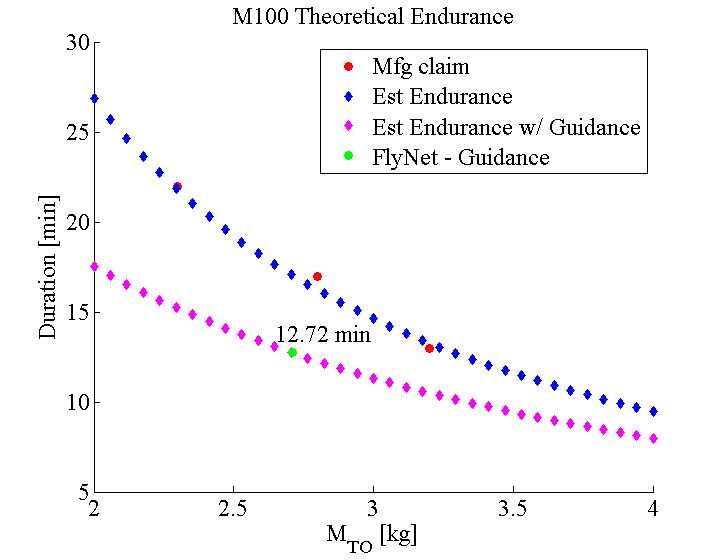 M100 Theoretical Endurance
30
25
20
15
10
5
Duration [min]
Mfg claim
Est Endurance
Est Endurance w/ Guidance
FlyNet - Guidance
12.72 min
2
2.5
3
3.5
4
M_TO [kg]